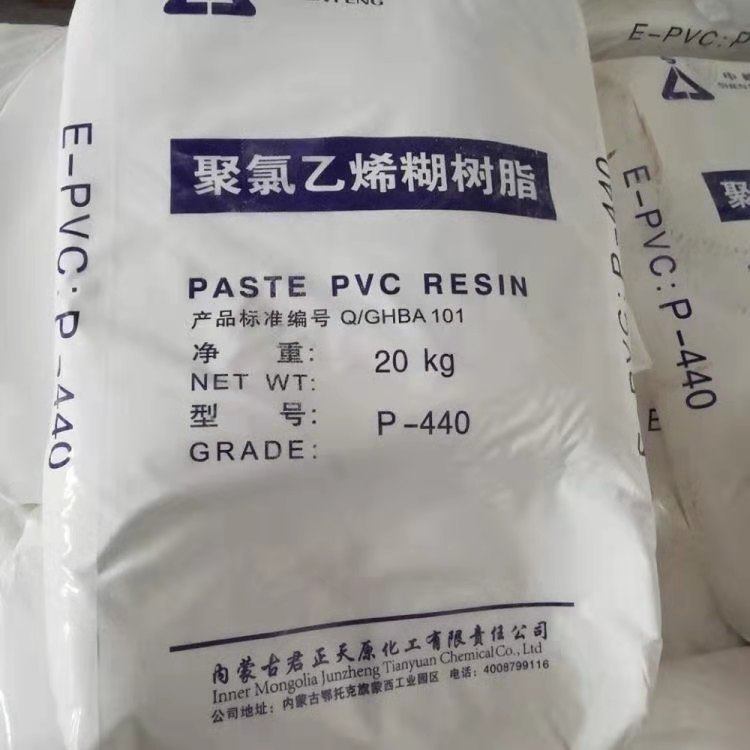 聚氯乙烯糊树脂
PASTE PVC RESIN
产品标准编号 Q/GHBA 101
净 重: 20 kg
NET WT:
型 号: P-440
GRADE:
E-PVC: P-440
内蒙古君正天原化工有限责任公司
Inner Mongolia Junzheng Tianyuan Chemical Co., Ltd
公司地址: 内蒙古鄂托克旗蒙西工业园区 电话: 4008799116
E-PVC: P
E-PVC: P-440
P-440
聚